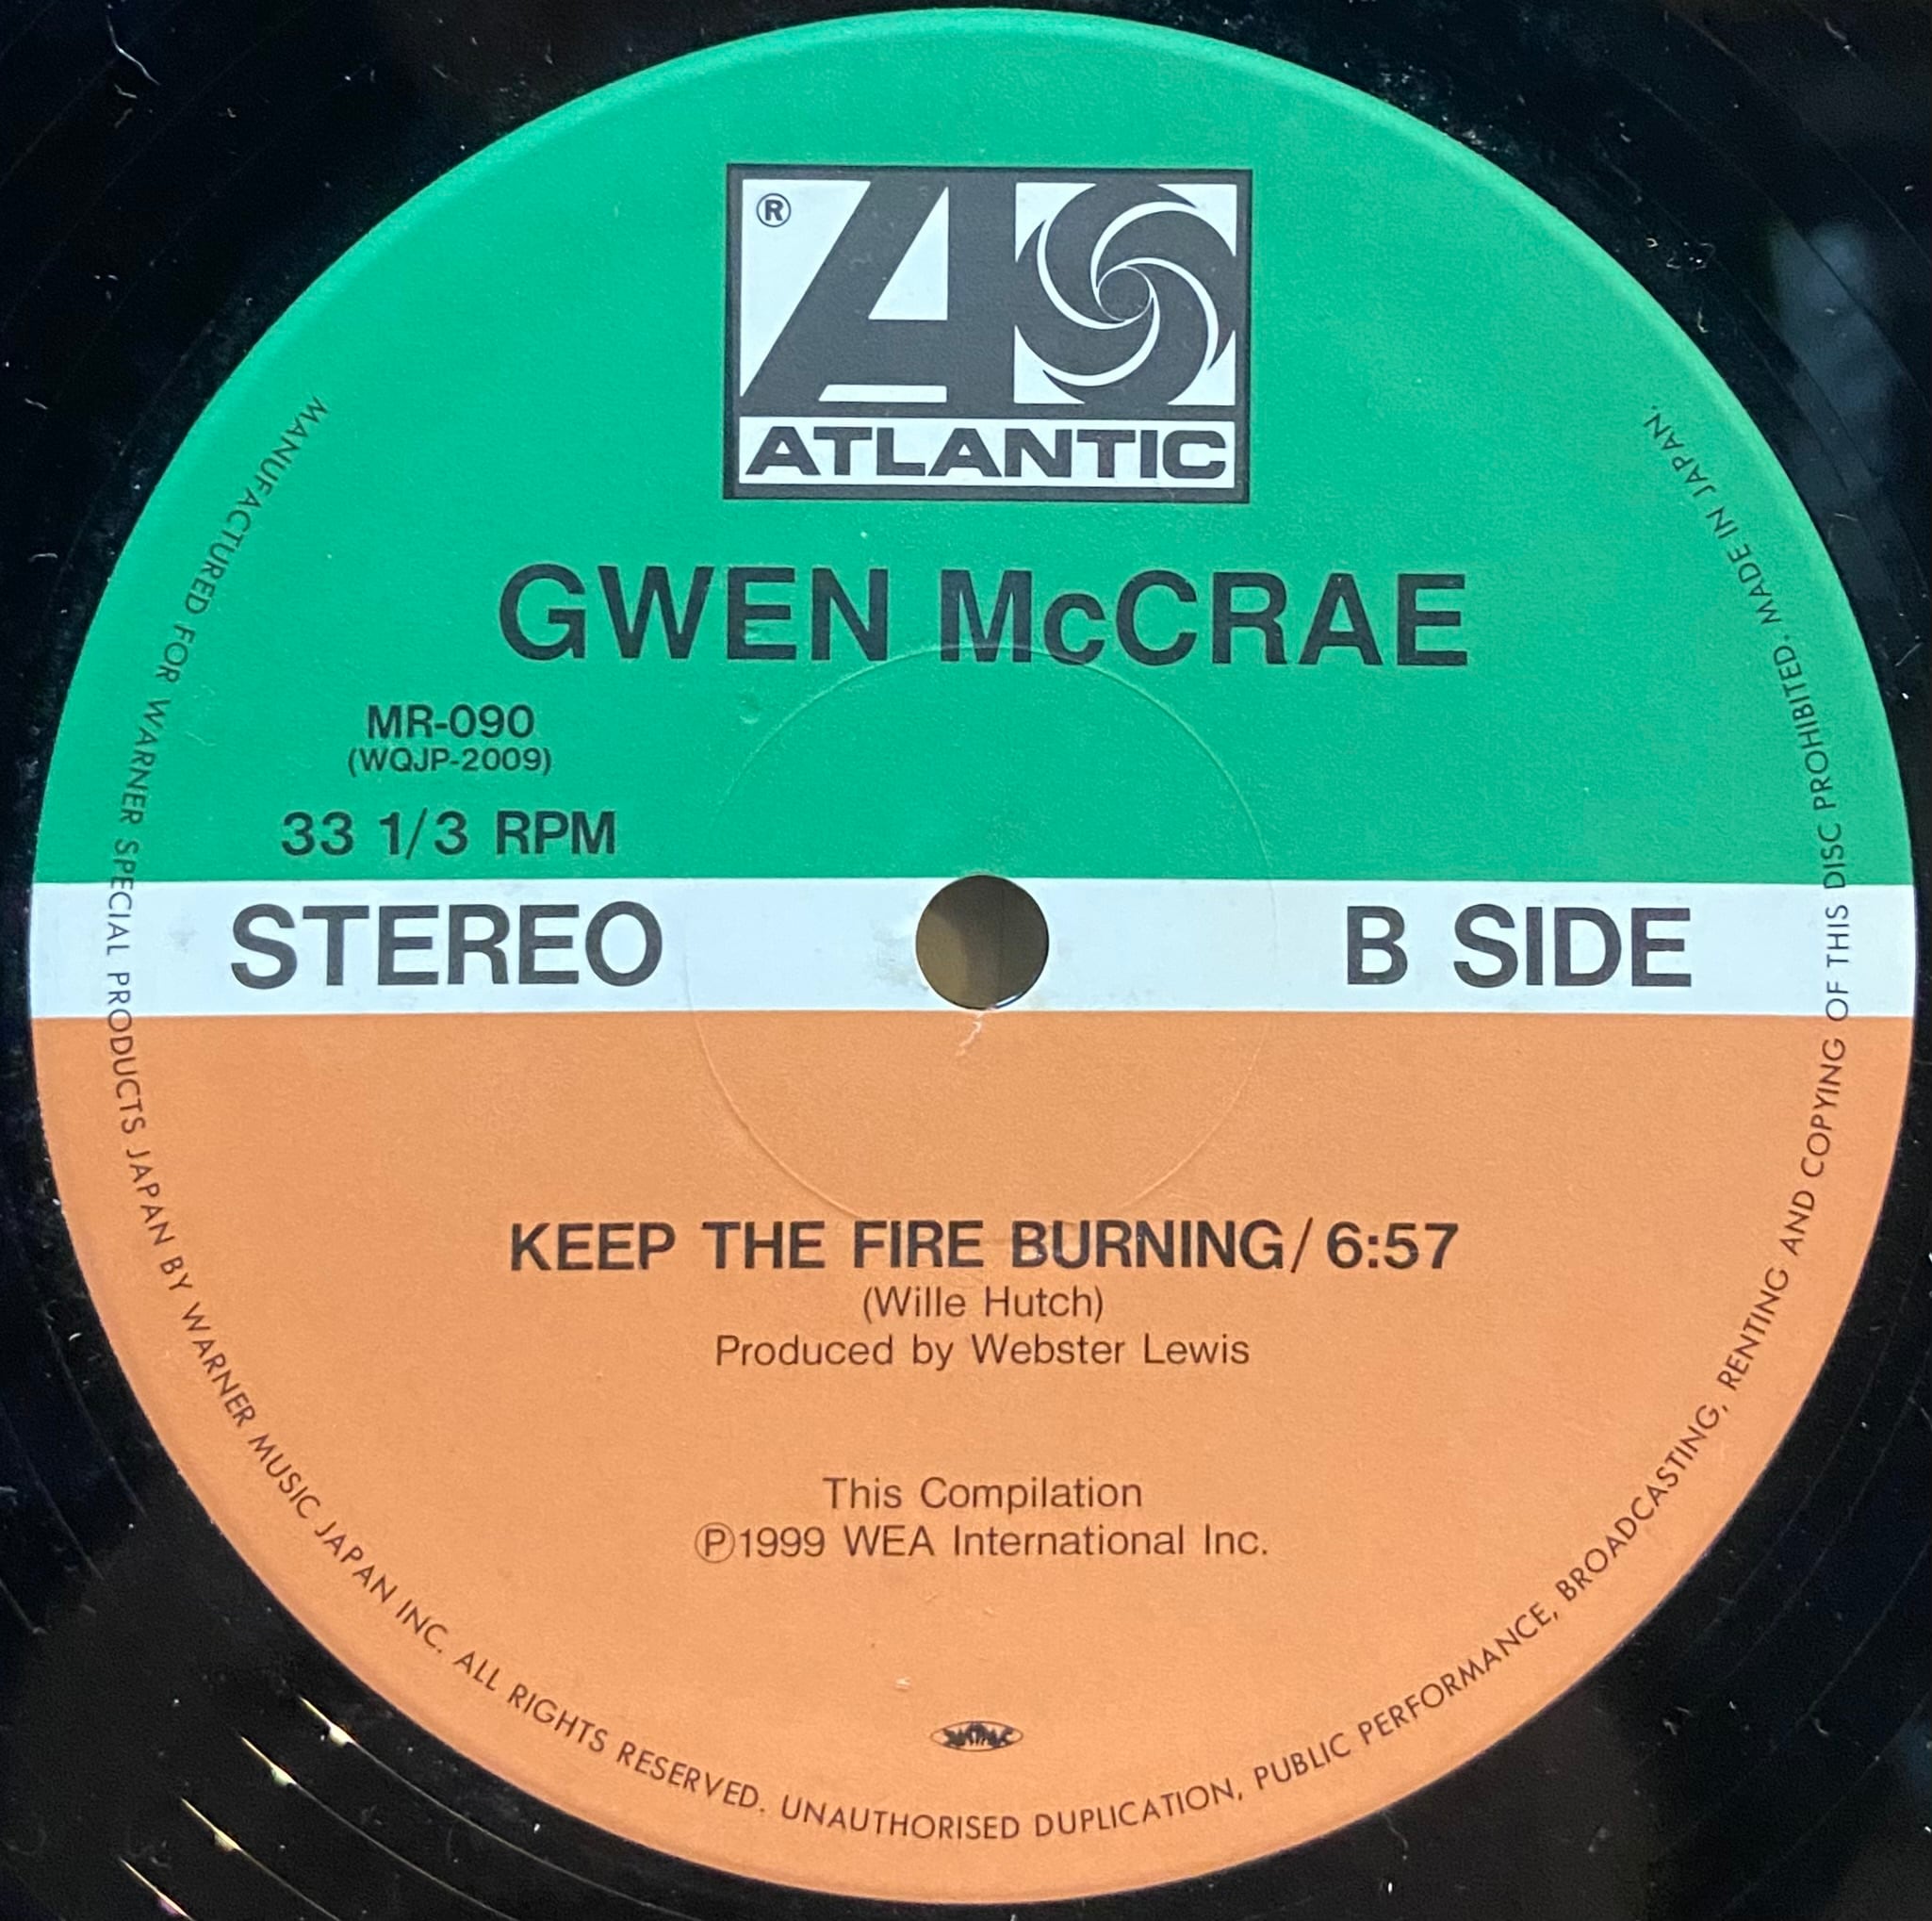 ®
ATLANTIC
GWEN McCRAE
MR-090
(WQJP-2009)
33 1/3 RPM
STEREO
B SIDE
KEEP THE FIRE BURNING/6:57
(Wille Hutch)
Produced by Webster Lewis
This Compilation
Ⓟ1999 WEA International Inc.
MANUFACTURED FOR WARNER SPECIAL PRODUCTS JAPAN BY WARNER MUSIC JAPAN INC. ALL RIGHTS RESERVED. UNAUTHORISED DUPLICATION, PUBLIC PERFORMANCE, BROADCASTING, RENTING AND COPYING OF THIS DISC PROHIBITED. MADE IN JAPAN.